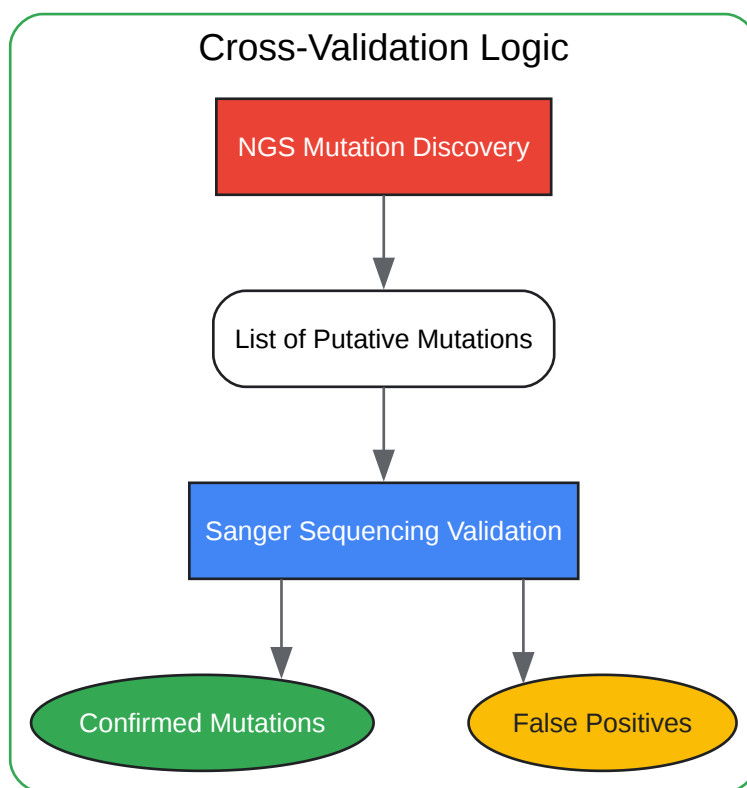 Cross-Validation Logic
NGS Mutation Discovery
List of Putative Mutations
Sanger Sequencing Validation
Confirmed Mutations
False Positives